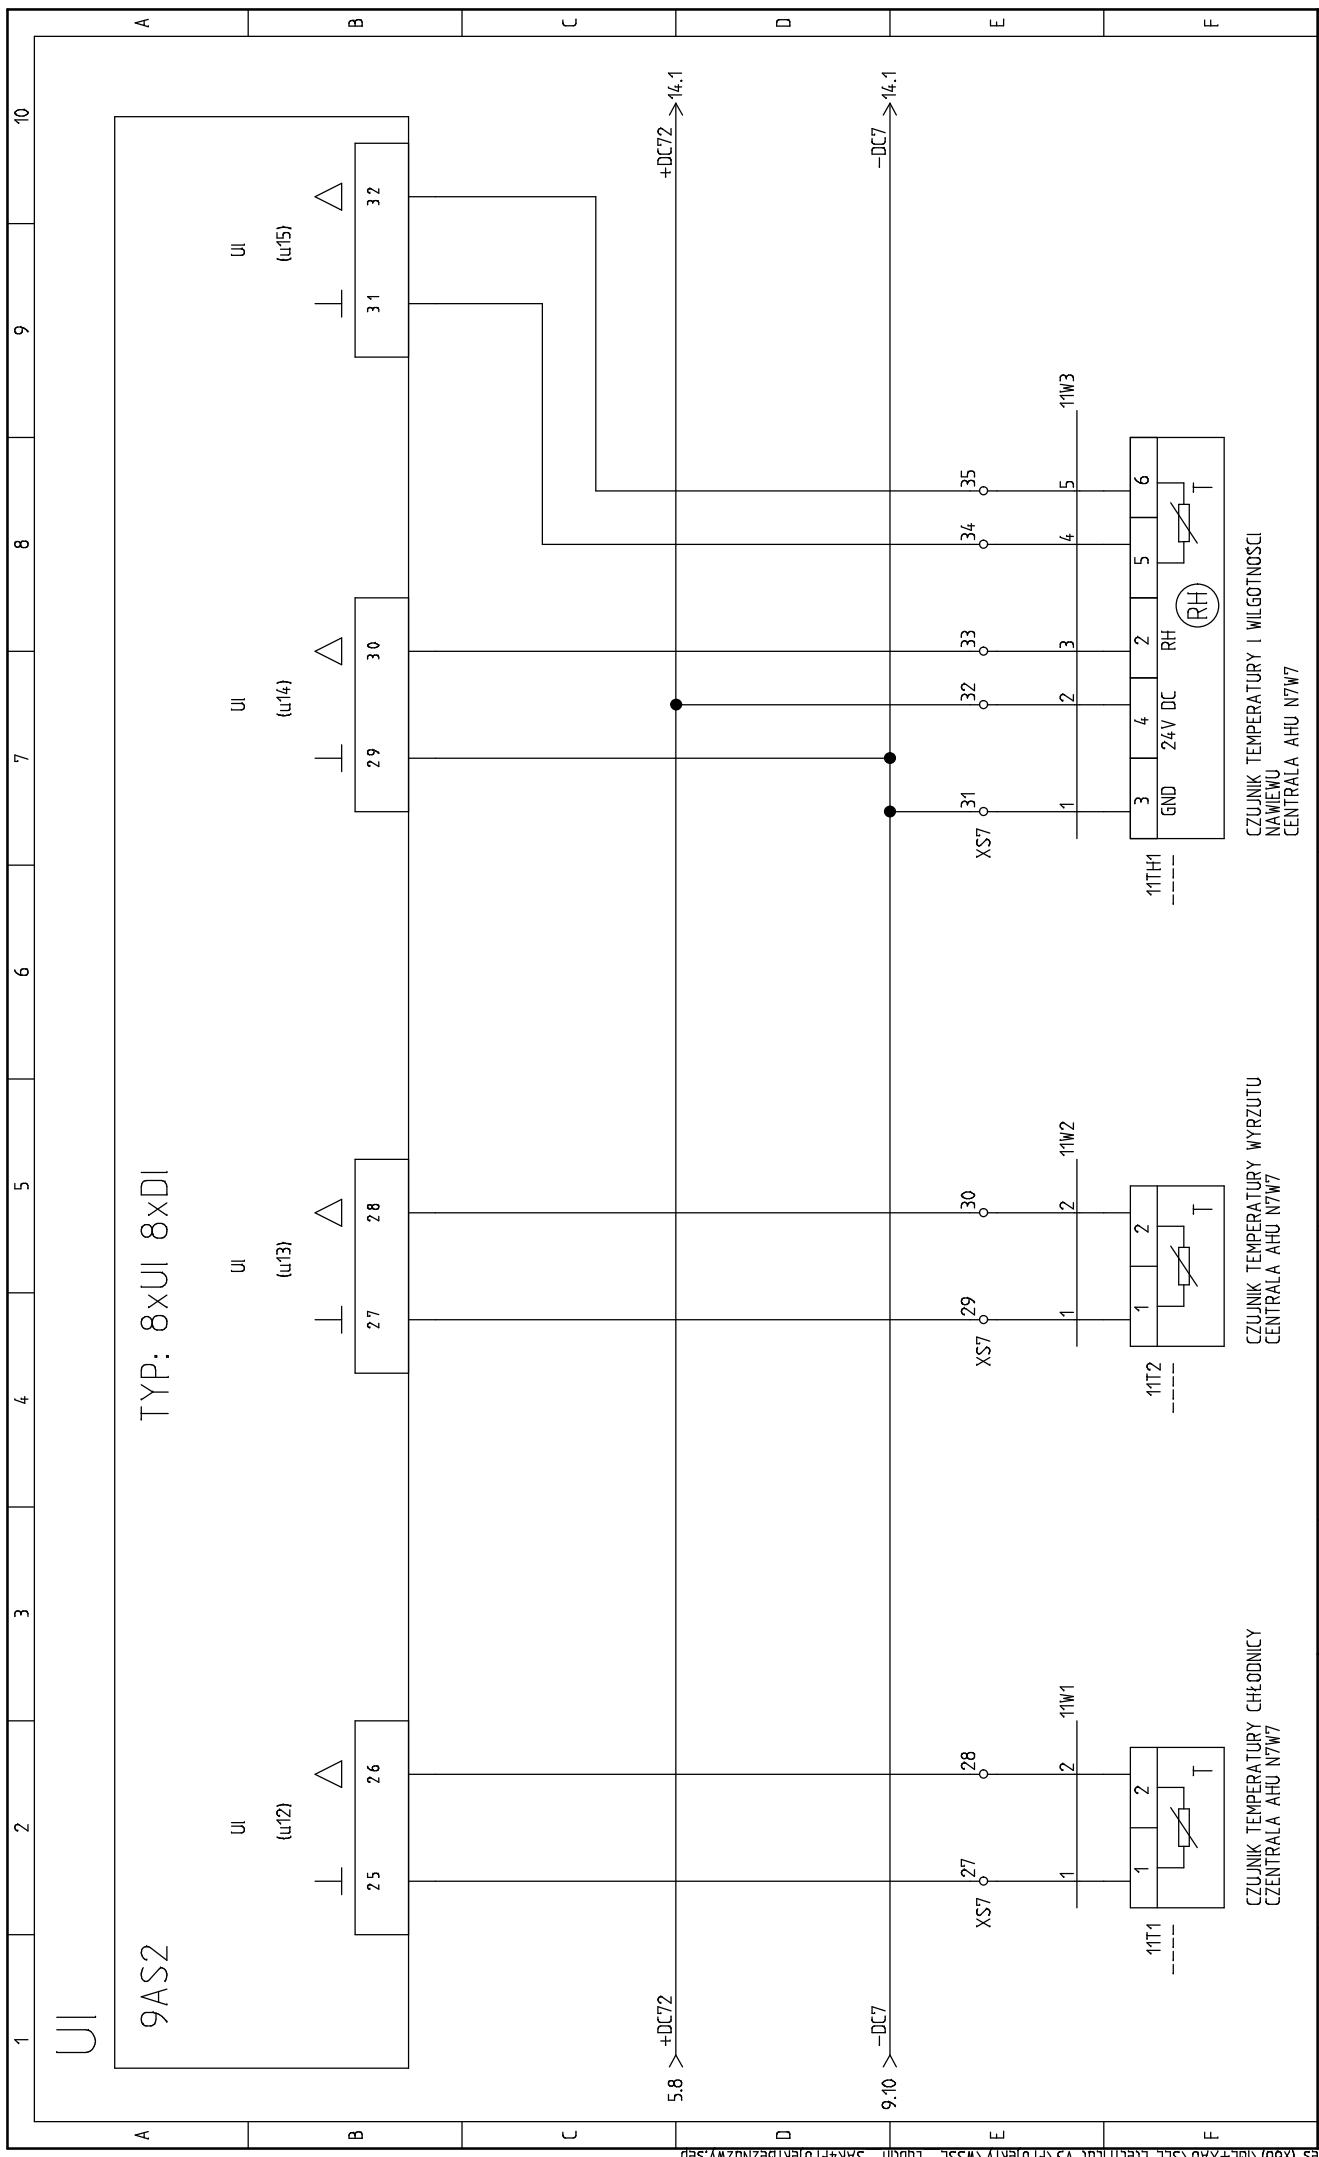 1 2 3 4 5 6 7 8 9 10
A
B
C
D
E
F
UI
9AS2
TYP: 8xUI 8xDI
UI
(u12)
25 26
UI
(u13)
27 28
UI
(u14)
29 30
UI
(u15)
31 32
5.8 +DC72 +DC72 14.1
9.10 -DC7 -DC7 14.1
XS7 27 28
XS7 29 30
XS7 31 32 33 34 35
1 2 11W1
1 2 11W2
1 2 3 4 5 11W3
11T1
----
1 2
T
11T2
----
1 2
T
11TH1
----
3 4 2 5 6
GND 24V DC RH
RH
T
CZUJNIK TEMPERATURY CHŁODNICY
CZENTRALA AHU N7W7
CZUJNIK TEMPERATURY WYRZUTU
CENTRALA AHU N7W7
CZUJNIK TEMPERATURY I WILGOTNOŚCI
NAWIEWU
CENTRALA AHU N7W7
A
B
C
D
E
F